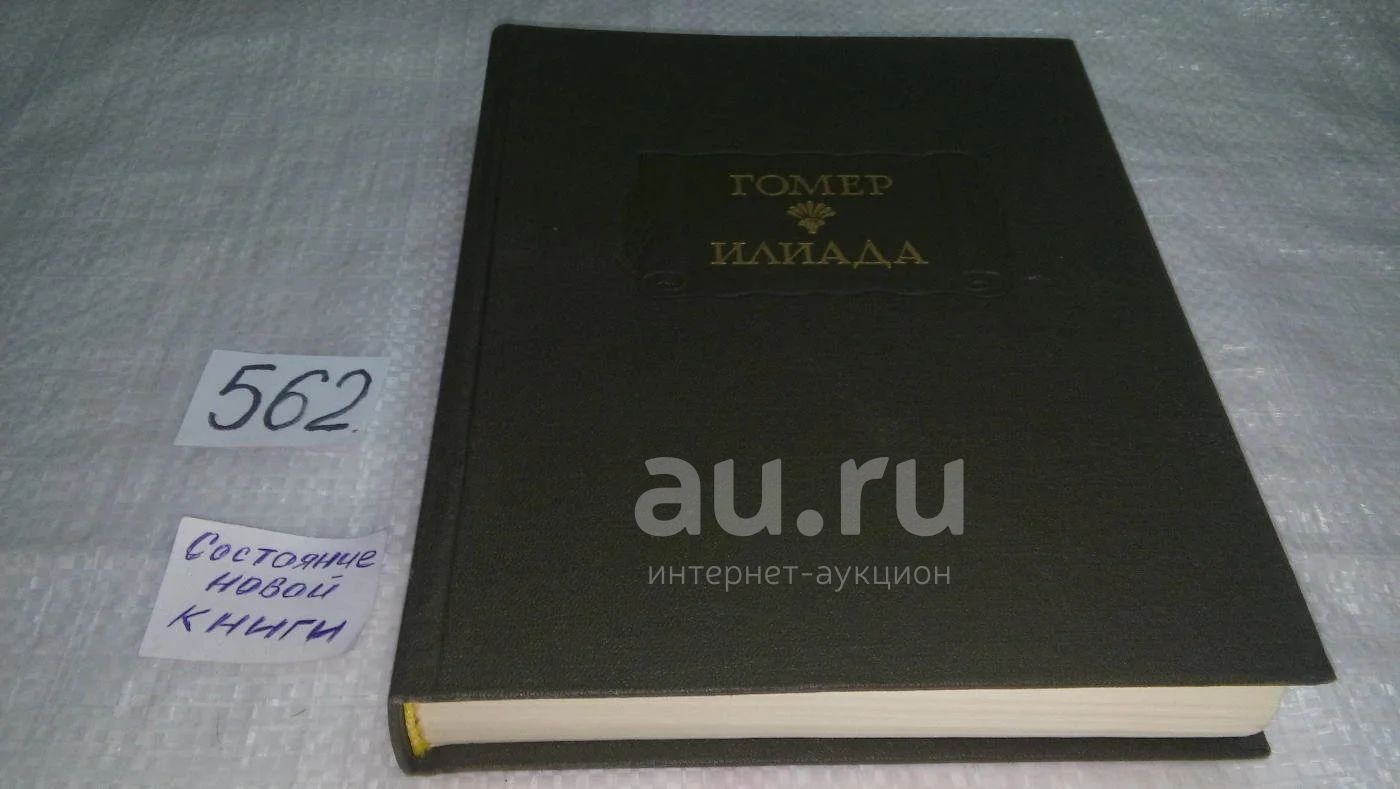 ГОМЕР
ИЛИАДА
562.
Состояние
новой
книги
au.ru
интернет-аукцион